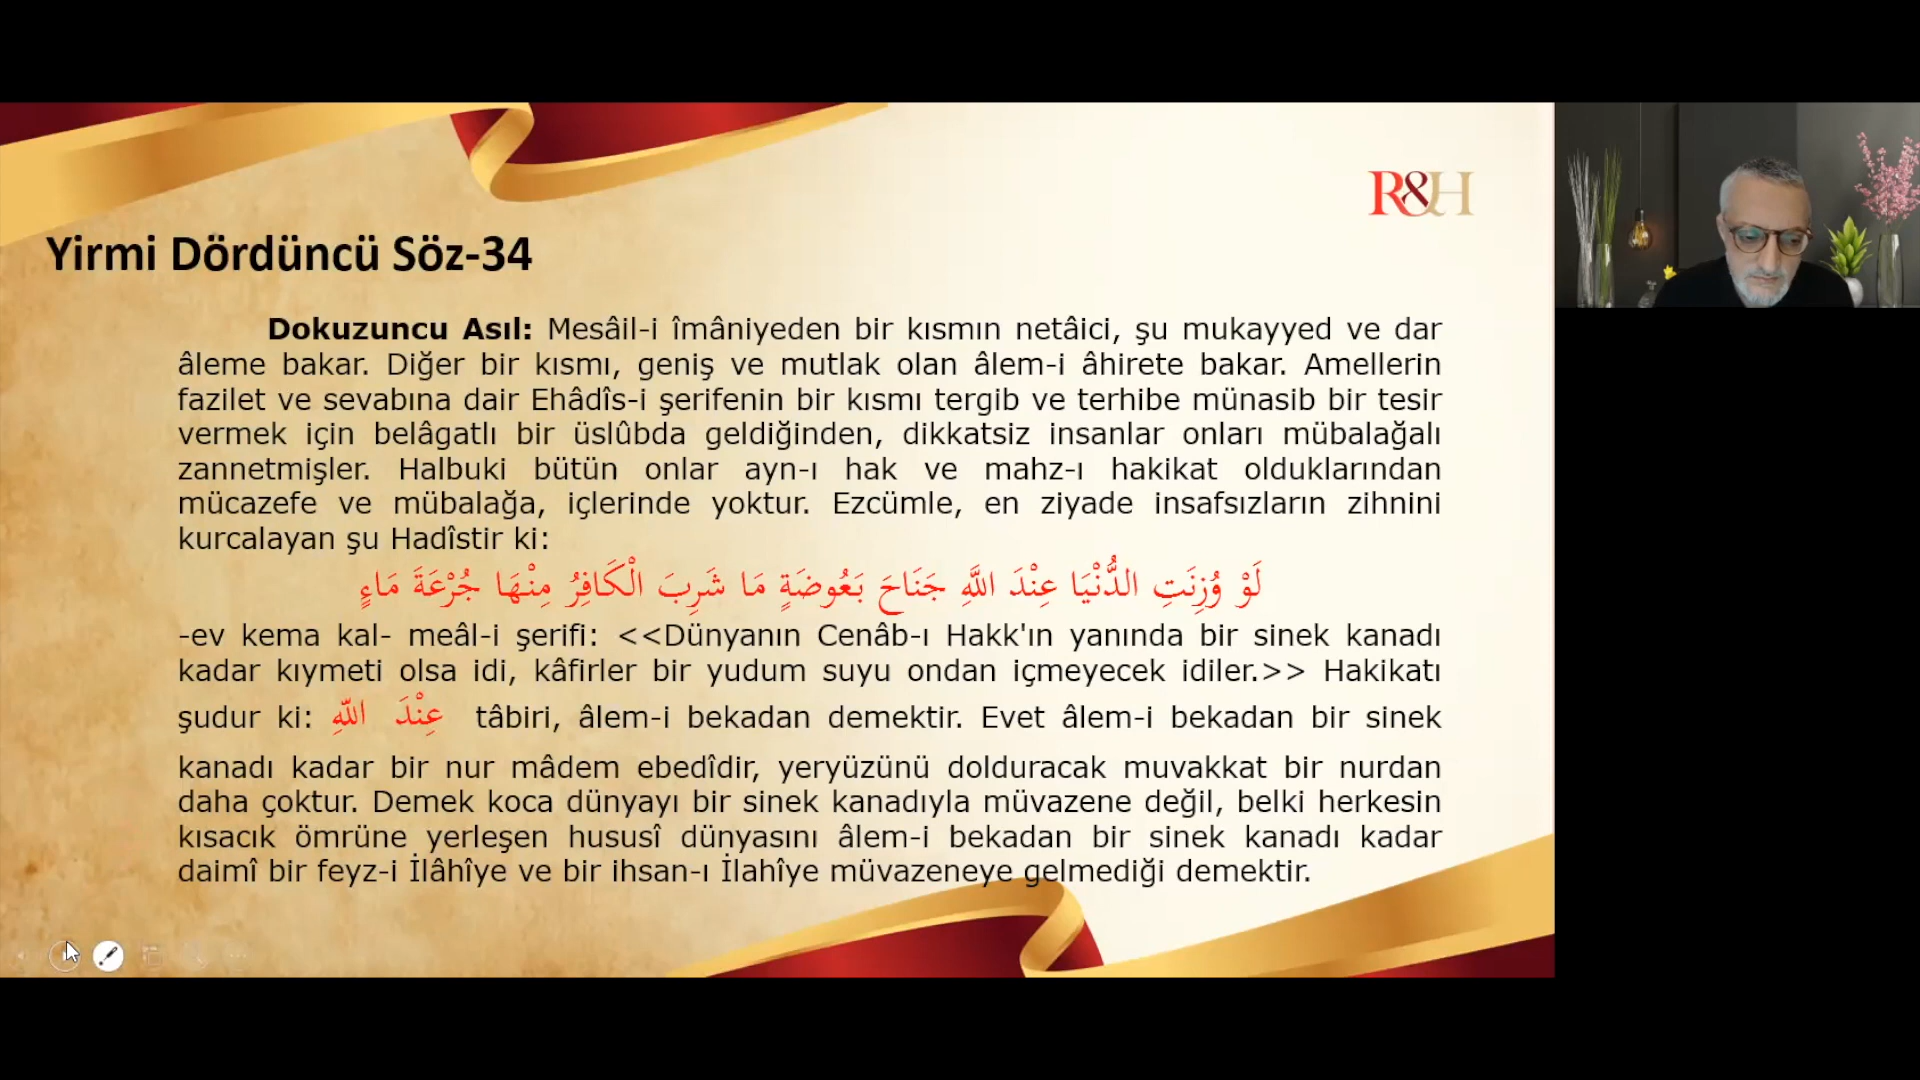 R&H
Yirmi Dördüncü Söz-34
Dokuzuncu Asıl: Mesâil-i îmâniyeden bir kısmın netâici, şu mukayyed ve dar
âleme bakar. Diğer bir kısmı, geniş ve mutlak olan âlem-i âhirete bakar. Amellerin
fazilet ve sevabına dair Ehâdîs-i şerifenin bir kısmı tergib ve terhibe münasib bir tesir
vermek için belâgatlı bir üslûbda geldiğinden, dikkatsiz insanlar onları mübalağalı
zannetmişler. Halbuki bütün onlar ayn-ı hak ve mahz-ı hakikat olduklarından
mücazefe ve mübalağa, içlerinde yoktur. Ezcümle, en ziyade insafsızların zihnini
kurcalayan şu Hadîstir ki:
لَوْ وُزِنَتِ الدُّنْيَا عِنْدَ اللَّهِ جَنَاحَ بَعُوضَةٍ مَا شَرِبَ الْكَافِرُ مِنْهَا جُرْعَةَ مَاءٍ
-ev kema kal- meâl-i şerifi: <<Dünyanın Cenâb-ı Hakk'ın yanında bir sinek kanadı
kadar kıymeti olsa idi, kâfirler bir yudum suyu ondan içmeyecek idiler.>> Hakikatı
şudur ki: عِنْدَ اللّٰهِ tâbiri, âlem-i bekadan demektir. Evet âlem-i bekadan bir sinek
kanadı kadar bir nur mâdem ebedîdir, yeryüzünü dolduracak muvakkat bir nurdan
daha çoktur. Demek koca dünyayı bir sinek kanadıyla müvazene değil, belki herkesin
kısacık ömrüne yerleşen hususî dünyasını âlem-i bekadan bir sinek kanadı kadar
daimî bir feyz-i İlâhîye ve bir ihsan-ı İlahîye müvazeneye gelmediği demektir.